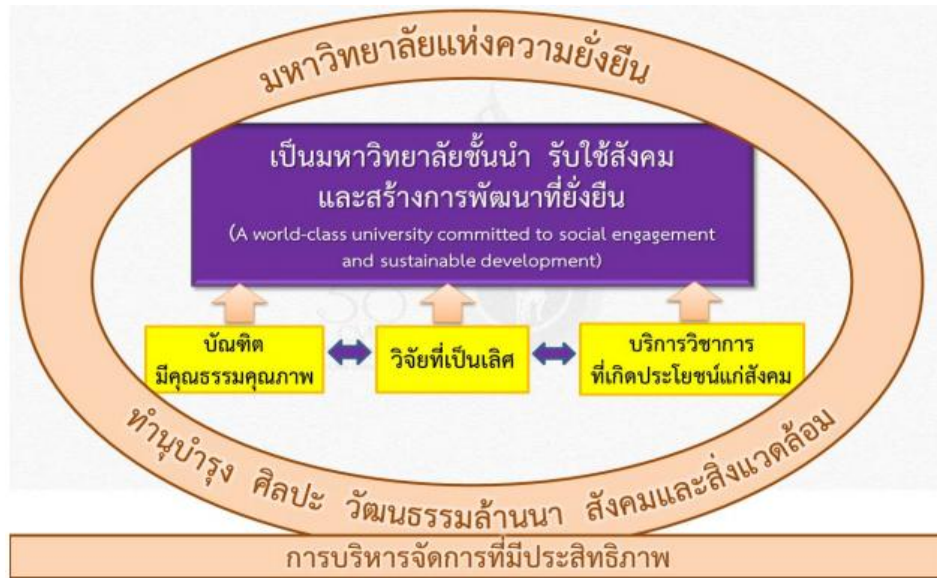 มหาวิทยาลัยแห่งความยั่งยืน
เป็นมหาวิทยาลัยชั้นนำ รับใช้สังคม
และสร้างการพัฒนาที่ยั่งยืน
(A world-class university committed to social engagement
and sustainable development)
บัณฑิต
มีคุณธรรมคุณภาพ
วิจัยที่เป็นเลิศ
บริการวิชาการ
ที่เกิดประโยชน์แก่สังคม
ทำนุบำรุง ศิลปะ วัฒนธรรมล้านนา สังคมและสิ่งแวดล้อม
การบริหารจัดการที่มีประสิทธิภาพ